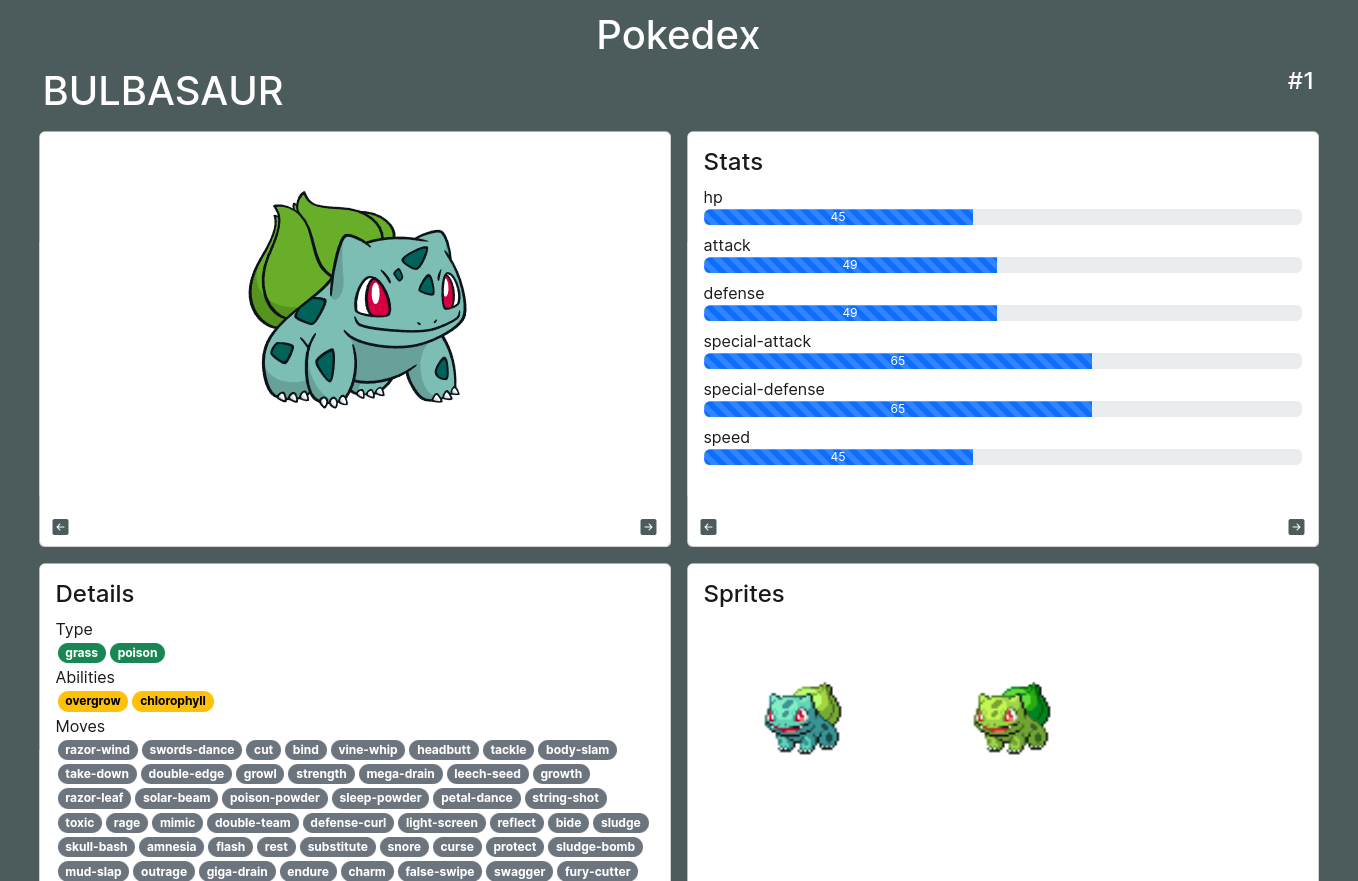 Pokedex
BULBASAUR
#1
Stats
hp
45
attack
49
defense
49
special-attack
65
special-defense
65
speed
45
Details
Type
grass poison
Abilities
overgrow chlorophyll
Moves
razor-wind swords-dance cut bind vine-whip headbutt tackle body-slam
take-down double-edge growl strength mega-drain leech-seed growth
razor-leaf solar-beam poison-powder sleep-powder petal-dance string-shot
toxic rage mimic double-team defense-curl light-screen reflect bide sludge
skull-bash amnesia flash rest substitute snore curse protect sludge-bomb
mud-slap outrage giga-drain endure charm false-swipe swagger fury-cutter
Sprites